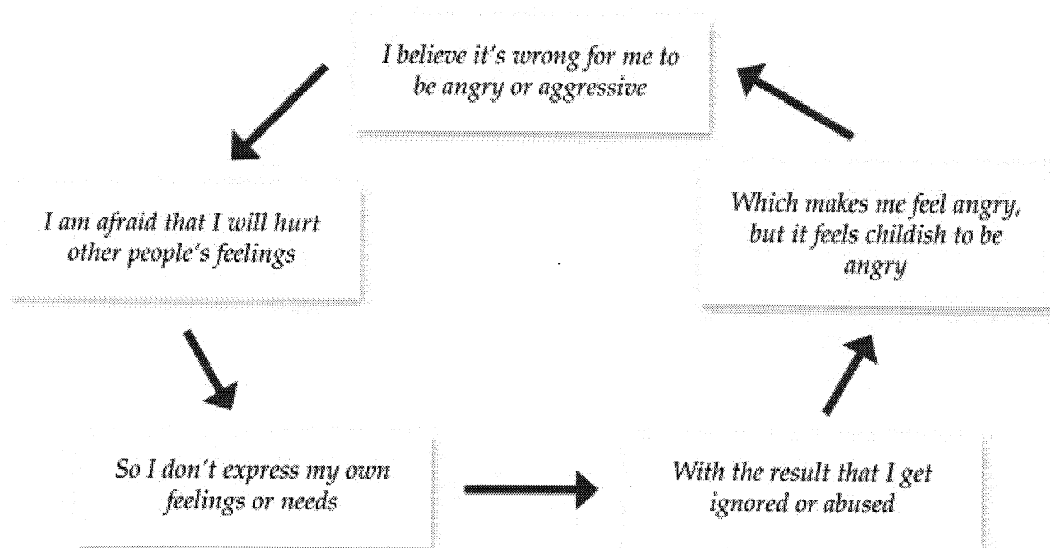 I believe it's wrong for me to
be angry or aggressive
I am afraid that I will hurt
other people's feelings
So I don't express my own
feelings or needs
With the result that I get
ignored or abused
Which makes me feel angry,
but it feels childish to be
angry